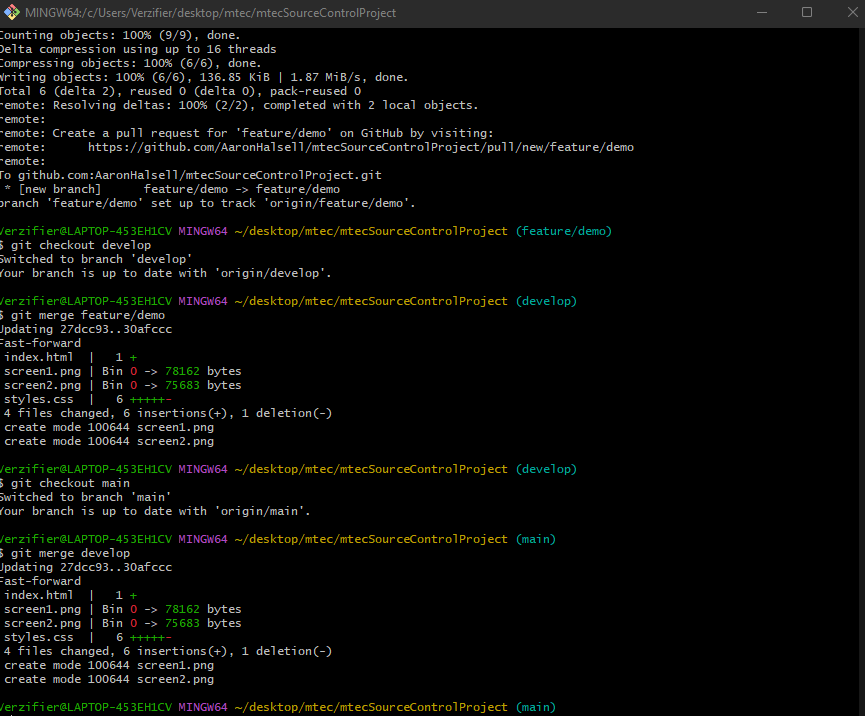 MINGW64:/c/Users/Verzifier/desktop/mtec/mtecSourceControlProject
Counting objects: 100% (9/9), done.
Delta compression using up to 16 threads
Compressing objects: 100% (6/6), done.
Writing objects: 100% (6/6), 136.85 KiB | 1.87 MiB/s, done.
Total 6 (delta 2), reused 0 (delta 0), pack-reused 0
remote: Resolving deltas: 100% (2/2), completed with 2 local objects.
remote:
remote: Create a pull request for 'feature/demo' on GitHub by visiting:
remote:      https://github.com/AaronHalsell/mtecSourceControlProject/pull/new/feature/demo
remote:
To github.com:AaronHalsell/mtecSourceControlProject.git
 * [new branch]      feature/demo -> feature/demo
branch 'feature/demo' set up to track 'origin/feature/demo'.
Verzifier@LAPTOP-453EH1CV MINGW64 ~/desktop/mtec/mtecSourceControlProject (feature/demo)
$ git checkout develop
Switched to branch 'develop'
Your branch is up to date with 'origin/develop'.
Verzifier@LAPTOP-453EH1CV MINGW64 ~/desktop/mtec/mtecSourceControlProject (develop)
$ git merge feature/demo
Updating 27dcc93..30afccc
Fast-forward
 index.html  |   1 +
 screen1.png | Bin 0 -> 78162 bytes
 screen2.png | Bin 0 -> 75683 bytes
 styles.css  |   6 +++++-
 4 files changed, 6 insertions(+), 1 deletion(-)
 create mode 100644 screen1.png
 create mode 100644 screen2.png
Verzifier@LAPTOP-453EH1CV MINGW64 ~/desktop/mtec/mtecSourceControlProject (develop)
$ git checkout main
Switched to branch 'main'
Your branch is up to date with 'origin/main'.
Verzifier@LAPTOP-453EH1CV MINGW64 ~/desktop/mtec/mtecSourceControlProject (main)
$ git merge develop
Updating 27dcc93..30afccc
Fast-forward
 index.html  |   1 +
 screen1.png | Bin 0 -> 78162 bytes
 screen2.png | Bin 0 -> 75683 bytes
 styles.css  |   6 +++++-
 4 files changed, 6 insertions(+), 1 deletion(-)
 create mode 100644 screen1.png
 create mode 100644 screen2.png
Verzifier@LAPTOP-453EH1CV MINGW64 ~/desktop/mtec/mtecSourceControlProject (main)